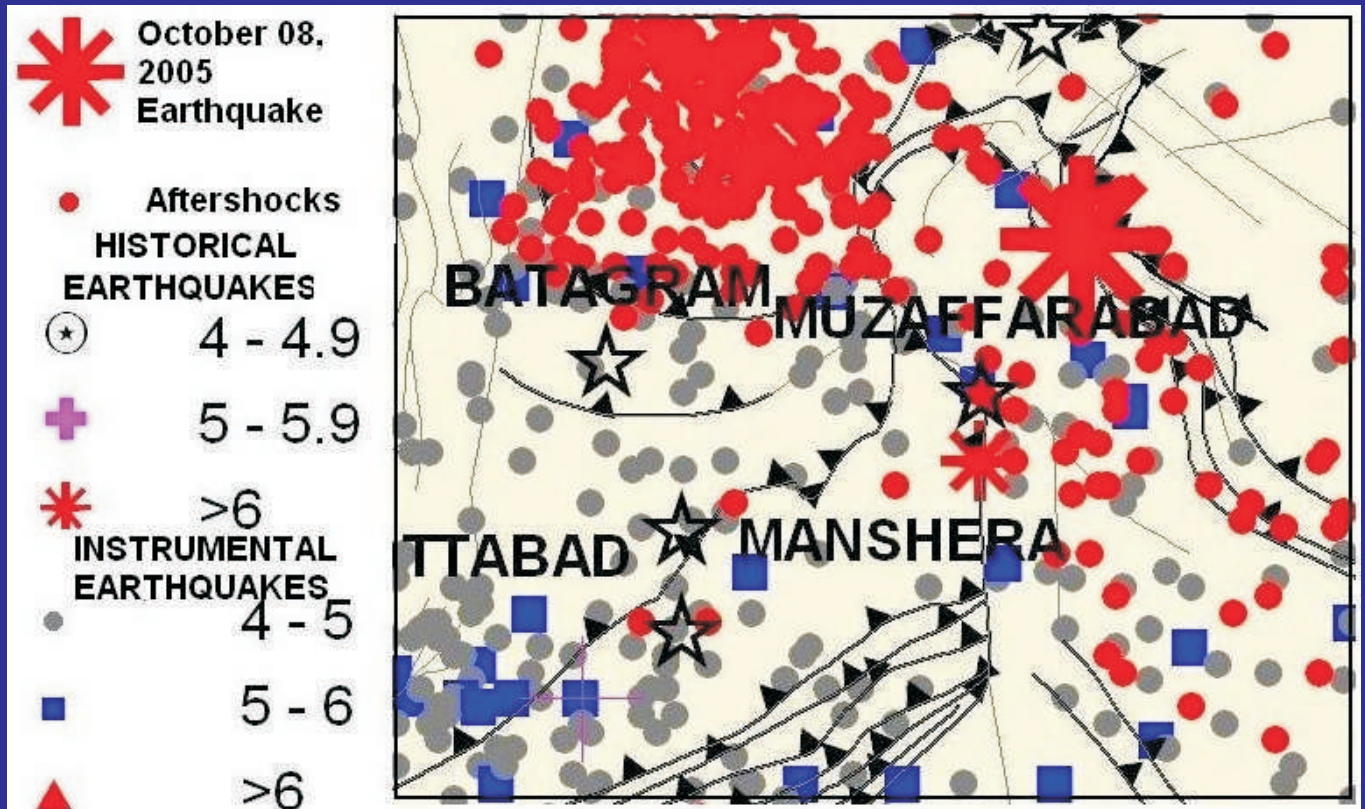 October 08,
2005
Earthquake
Aftershocks
HISTORICAL
EARTHQUAKES
4 - 4.9
5 - 5.9
>6
INSTRUMENTAL
EARTHQUAKES
4 - 5
5 - 6
>6
BATAGRAM
MUZAFFARABAD
TTABAD
MANSHERA